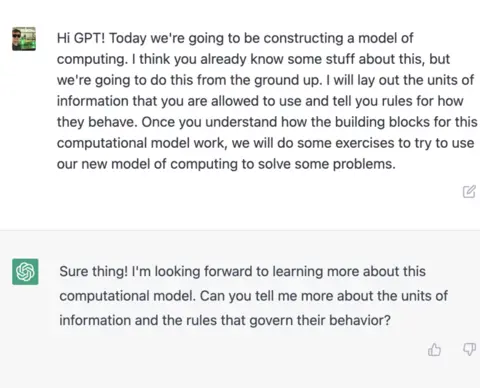 Hi GPT! Today we're going to be constructing a model of
computing. I think you already know some stuff about this, but
we're going to do this from the ground up. I will lay out the units of
information that you are allowed to use and tell you rules for how
they behave. Once you understand how the building blocks for this
computational model work, we will do some exercises to try to use
our new model of computing to solve some problems.
Sure thing! I'm looking forward to learning more about this
computational model. Can you tell me more about the units of
information and the rules that govern their behavior?